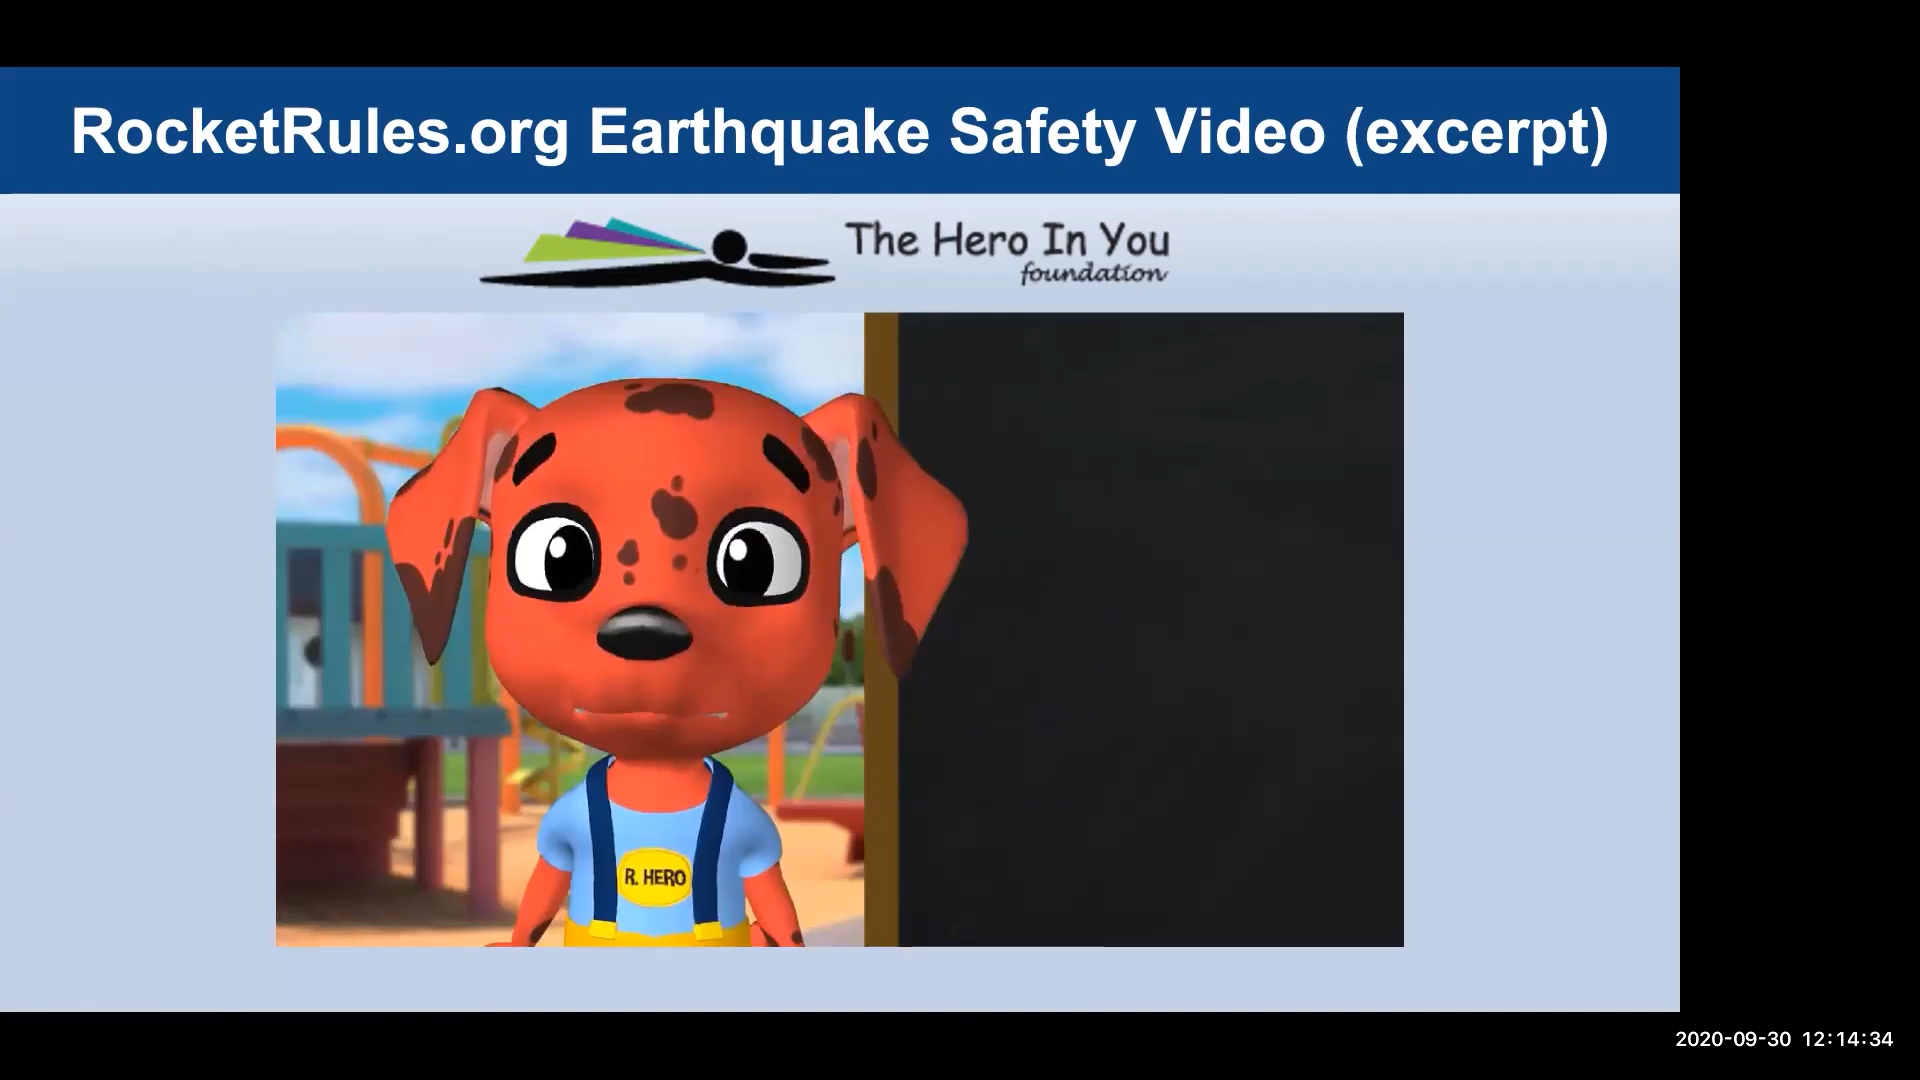 RocketRules.org Earthquake Safety Video (excerpt)
The Hero In You
foundation
R. HERO
2020-09-30 12:14:34